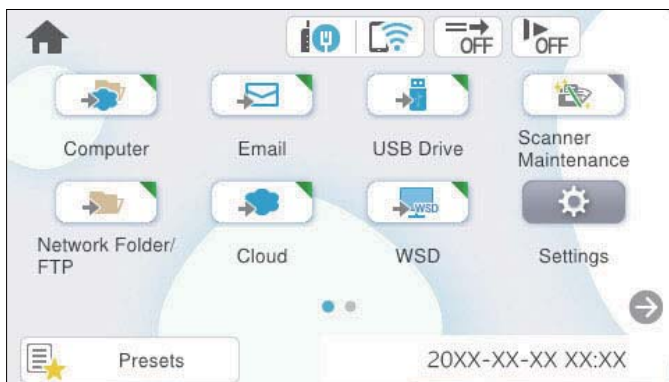 OFF
OFF
Computer
Email
USB Drive
Scanner
Maintenance
WSD
Network Folder/
FTP
Cloud
WSD
Settings
Presets
20XX-XX-XX XX:XX